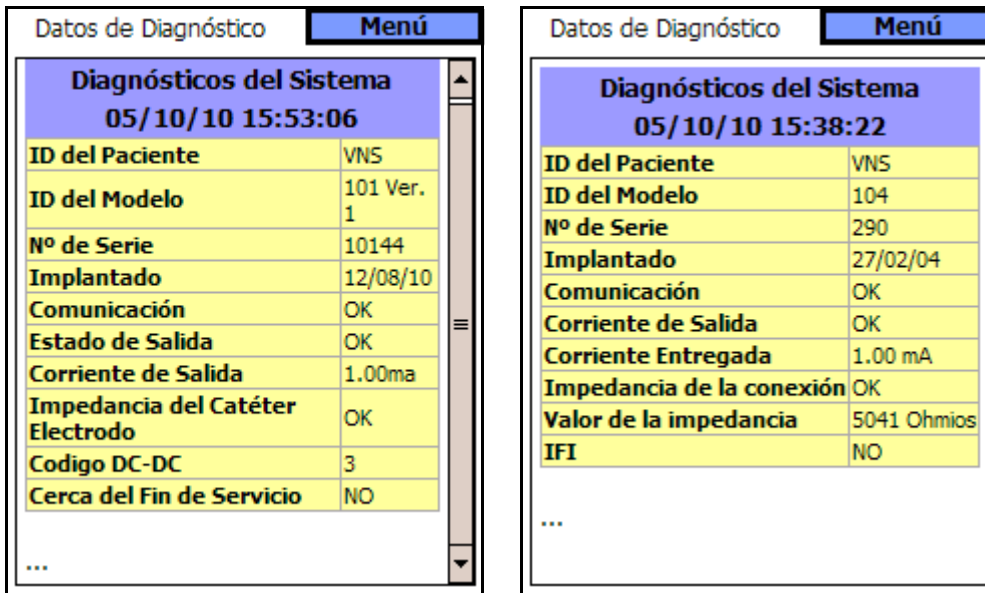 Datos de Diagnóstico Menú
Diagnósticos del Sistema
05/10/10 15:53:06
ID del Paciente VNS
ID del Modelo 101 Ver. 1
Nº de Serie 10144
Implantado 12/08/10
Comunicación OK
Estado de Salida OK
Corriente de Salida 1.00ma
Impedancia del Catéter
Electrodo OK
Codigo DC-DC 3
Cerca del Fin de Servicio NO
...
Datos de Diagnóstico Menú
Diagnósticos del Sistema
05/10/10 15:38:22
ID del Paciente VNS
ID del Modelo 104
Nº de Serie 290
Implantado 27/02/04
Comunicación OK
Corriente de Salida OK
Corriente Entregada 1.00 mA
Impedancia de la conexión OK
Valor de la impedancia 5041 Ohmios
IFI NO
...